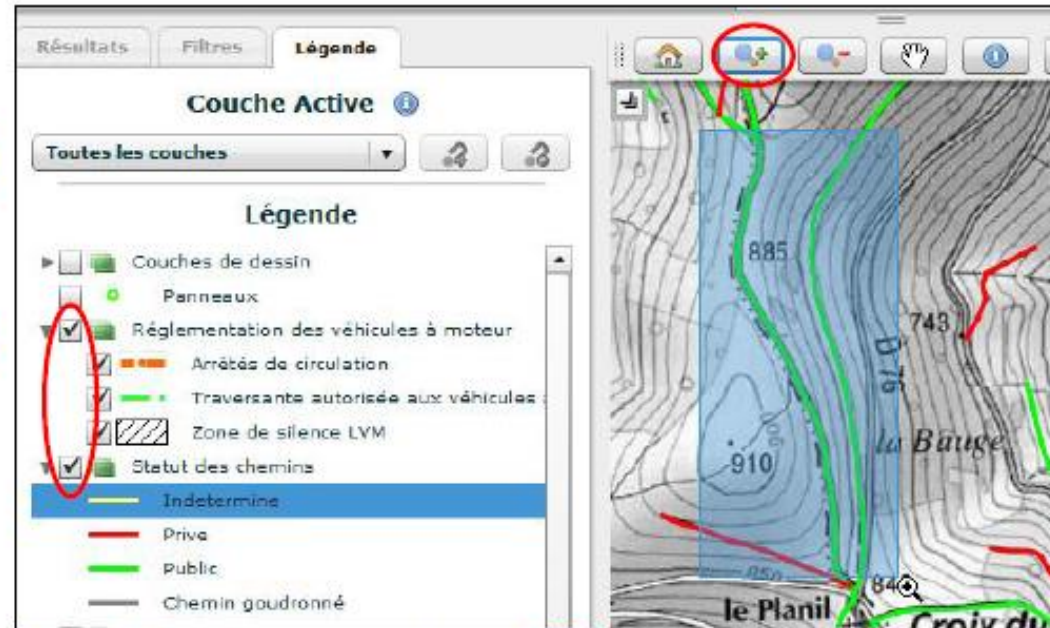 Résultats Filtres Légende
Couche Active
Toutes les couches
Légende
Couches de dessin
Panneaux
Réglementation des véhicules à moteur
Arrêtés de circulation
Traversante autorisée aux véhicules
Zone de silence LVM
Statut des chemins
Indetermine
Prive
Public
Chemin goudronné
885
743
D 76
la Bauge
900
910
850
le Planil
Croix du